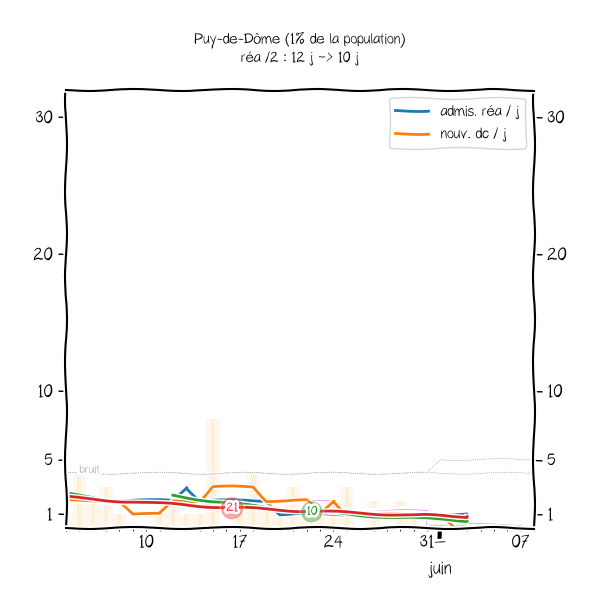 Puy-de-Dôme (1% de la population)
réa /2 : 12 j -> 10 j
admis. réa / j
nouv. dc / j
30 30
20 20
10 10
5 5
bruit
21 10
1 1
10 17 24 31 07
juin